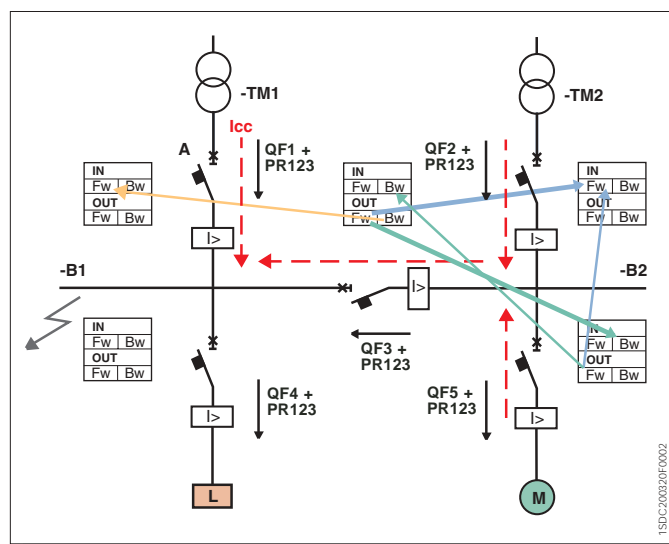 -TM1
-TM2
Icc
A
QF1 +
PR123
QF2 +
PR123
IN
Fw Bw
OUT
Fw Bw
IN
Fw Bw
OUT
Fw Bw
IN
Fw Bw
OUT
Fw Bw
I>
I>
-B1
-B2
I>
IN
Fw Bw
OUT
Fw Bw
QF3 +
PR123
IN
Fw Bw
OUT
Fw Bw
QF4 +
PR123
QF5 +
PR123
I>
I>
L
M
1SDC200320F0002